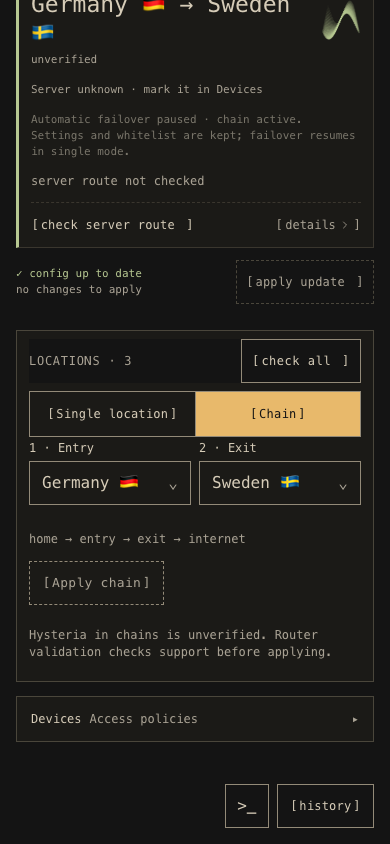 Germany 🇩🇪 → Sweden
🇸🇪
unverified
Server unknown · mark it in Devices
Automatic failover paused · chain active.
Settings and whitelist are kept; failover resumes
in single mode.
server route not checked
[check server route ]
[details > ]
✓ config up to date
no changes to apply
[apply update ]
LOCATIONS · 3
[check all ]
[Single location]
[Chain]
1 · Entry
2 · Exit
Germany 🇩🇪 ⌄
Sweden 🇸🇪 ⌄
home → entry → exit → internet
[Apply chain]
Hysteria in chains is unverified. Router
validation checks support before applying.
Devices Access policies ▸
>_
[history]